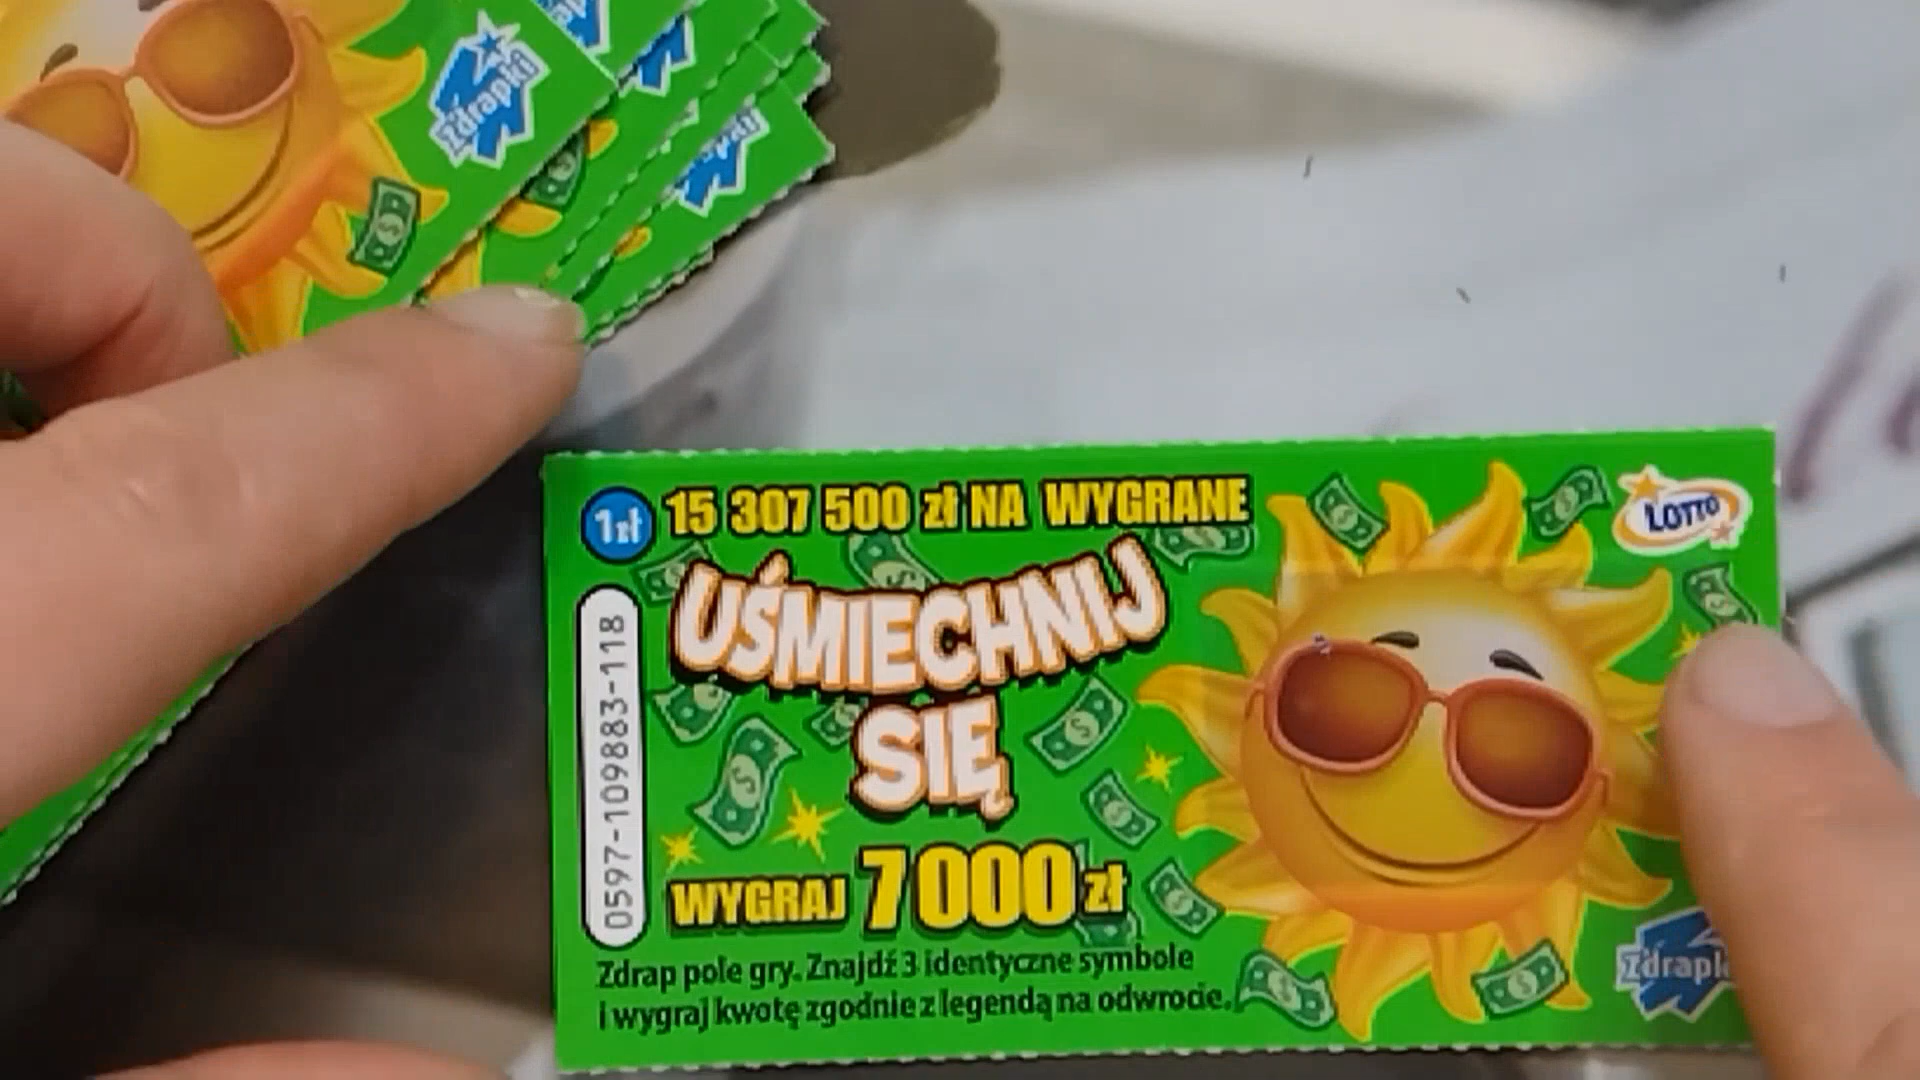 Zdrapki
1zł 15 307 500 zł NA WYGRANE
LOTTO
UŚMIECHNIJ
SIĘ
0597-109883-118
WYGRAJ 7000 zł
Zdrap pole gry. Znajdź 3 identyczne symbole
i wygraj kwotę zgodnie z legendą na odwrocie.